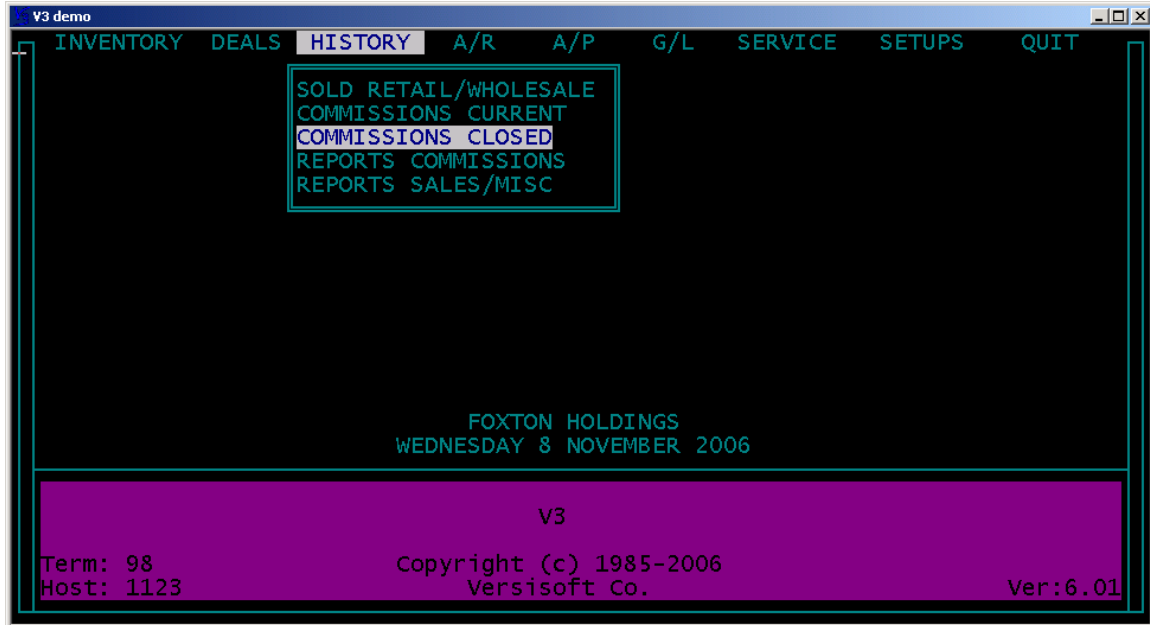 V3 demo
INVENTORY DEALS HISTORY A/R A/P G/L SERVICE SETUPS QUIT
SOLD RETAIL/WHOLESALE
COMMISSIONS CURRENT
COMMISSIONS CLOSED
REPORTS COMMISSIONS
REPORTS SALES/MISC
FOXTON HOLDINGS
WEDNESDAY 8 NOVEMBER 2006
V3
Term: 98 Copyright (c) 1985-2006
Host: 1123 Versisoft Co. Ver:6.01